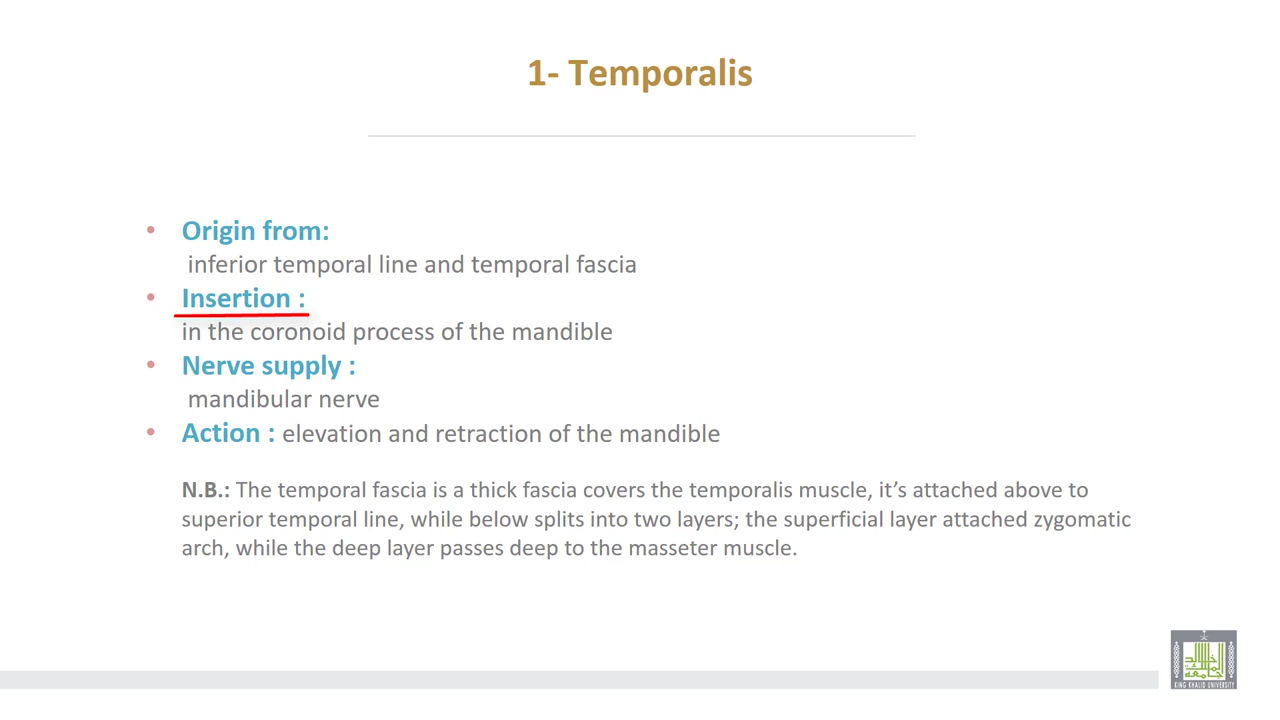 1- Temporalis
• Origin from:
inferior temporal line and temporal fascia
• Insertion :
in the coronoid process of the mandible
• Nerve supply :
mandibular nerve
• Action : elevation and retraction of the mandible
N.B.: The temporal fascia is a thick fascia covers the temporalis muscle, it’s attached above to
superior temporal line, while below splits into two layers; the superficial layer attached zygomatic
arch, while the deep layer passes deep to the masseter muscle.
KING KHALID UNIVERSITY